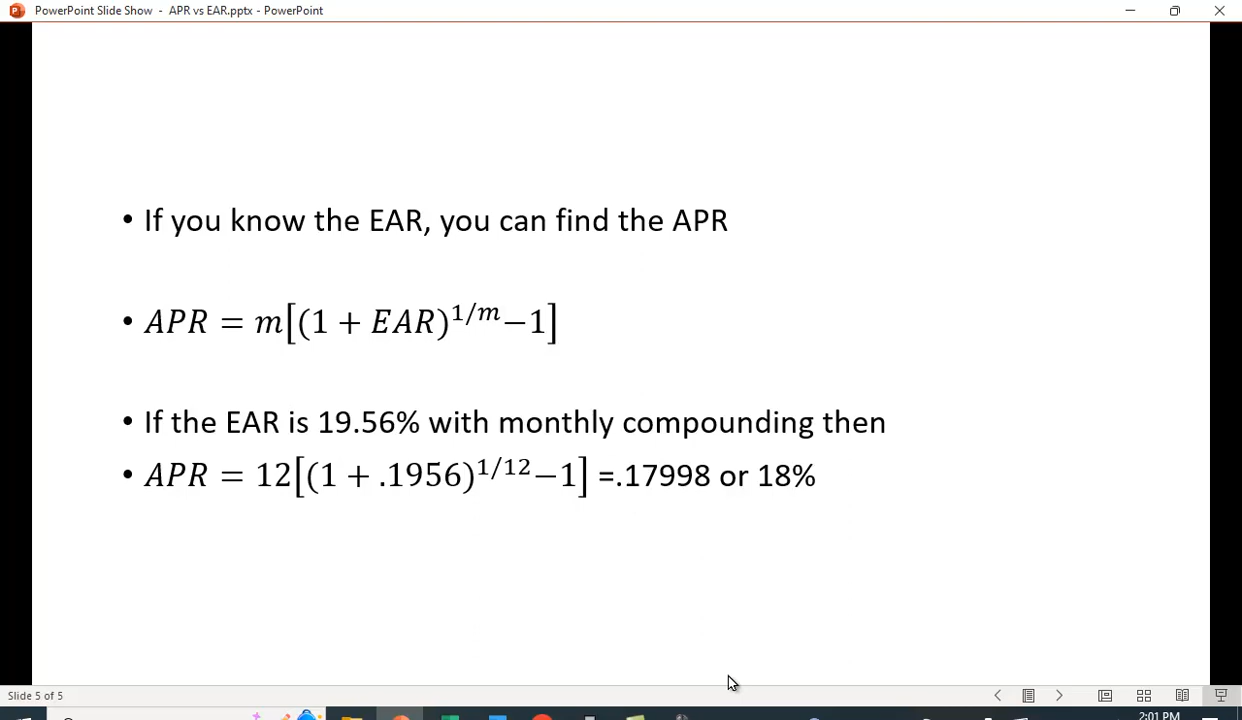 PowerPoint Slide Show - APR vs EAR.pptx - PowerPoint
• If you know the EAR, you can find the APR
• APR = m[(1 + EAR)^{1/m} −1]
• If the EAR is 19.56% with monthly compounding then
• APR = 12[(1 + .1956)^{1/12} −1] =.17998 or 18%
Slide 5 of 5
2:01 PM